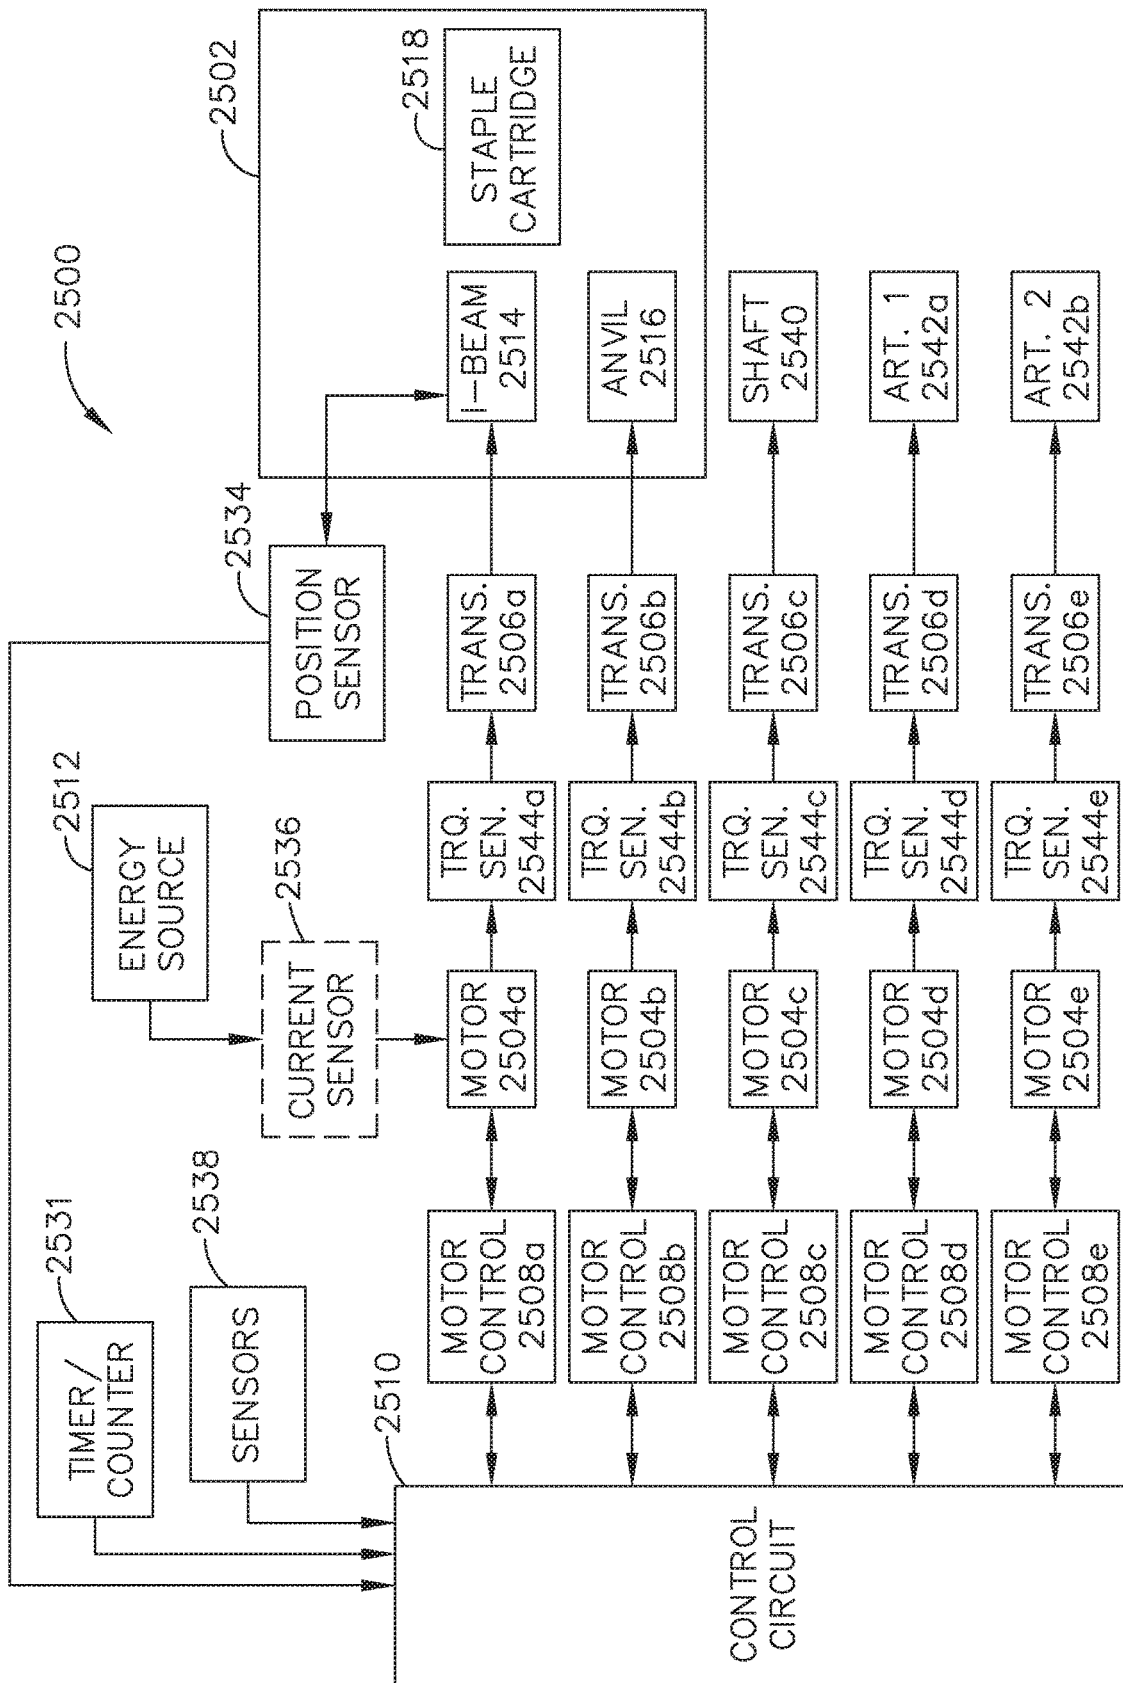 2500
2502
STAPLE
CARTRIDGE
2518
2534
POSITION
SENSOR
2512
ENERGY
SOURCE
2536
CURRENT
SENSOR
2531
TIMER/
COUNTER
2538
SENSORS
2510
CONTROL
CIRCUIT
MOTOR
CONTROL
2508a
MOTOR
2504a
TRQ.
SEN.
2544a
TRANS.
2506a
I-BEAM
2514
MOTOR
CONTROL
2508b
MOTOR
2504b
TRQ.
SEN.
2544b
TRANS.
2506b
ANVIL
2516
MOTOR
CONTROL
2508c
MOTOR
2504c
TRQ.
SEN.
2544c
TRANS.
2506c
SHAFT
2540
MOTOR
CONTROL
2508d
MOTOR
2504d
TRQ.
SEN.
2544d
TRANS.
2506d
ART. 1
2542a
MOTOR
CONTROL
2508e
MOTOR
2504e
TRQ.
SEN.
2544e
TRANS.
2506e
ART. 2
2542b